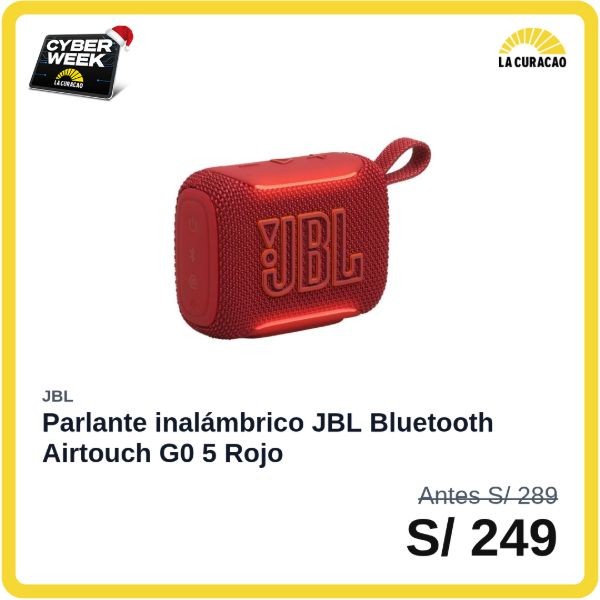 CYBER
WEEK
LA CURACAO
LA CURACAO
JBL
JBL
Parlante inalámbrico JBL Bluetooth
Airtouch G0 5 Rojo
Antes S/ 289
S/ 249